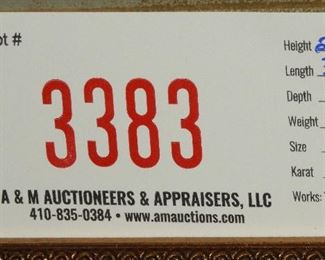 ot #
3383
A & M AUCTIONEERS & APPRAISERS, LLC
410-835-0384 • www.amauctions.com
Height
Length
Depth
Weight
Size
Karat
Works: